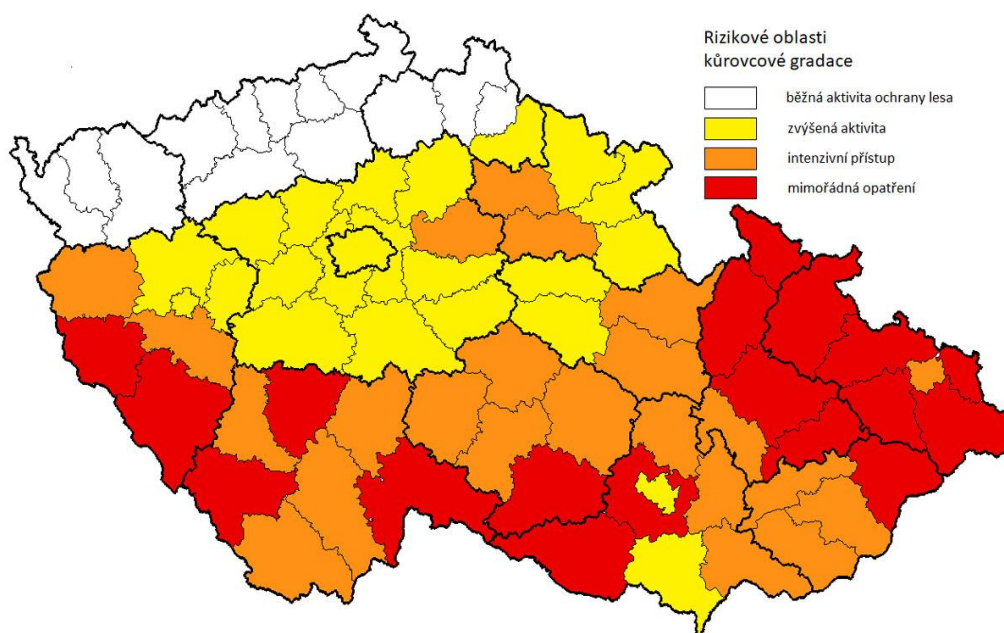 Rizikové oblasti
kůrovcové gradace
běžná aktivita ochrany lesa
zvýšená aktivita
intenzivní přístup
mimořádná opatření